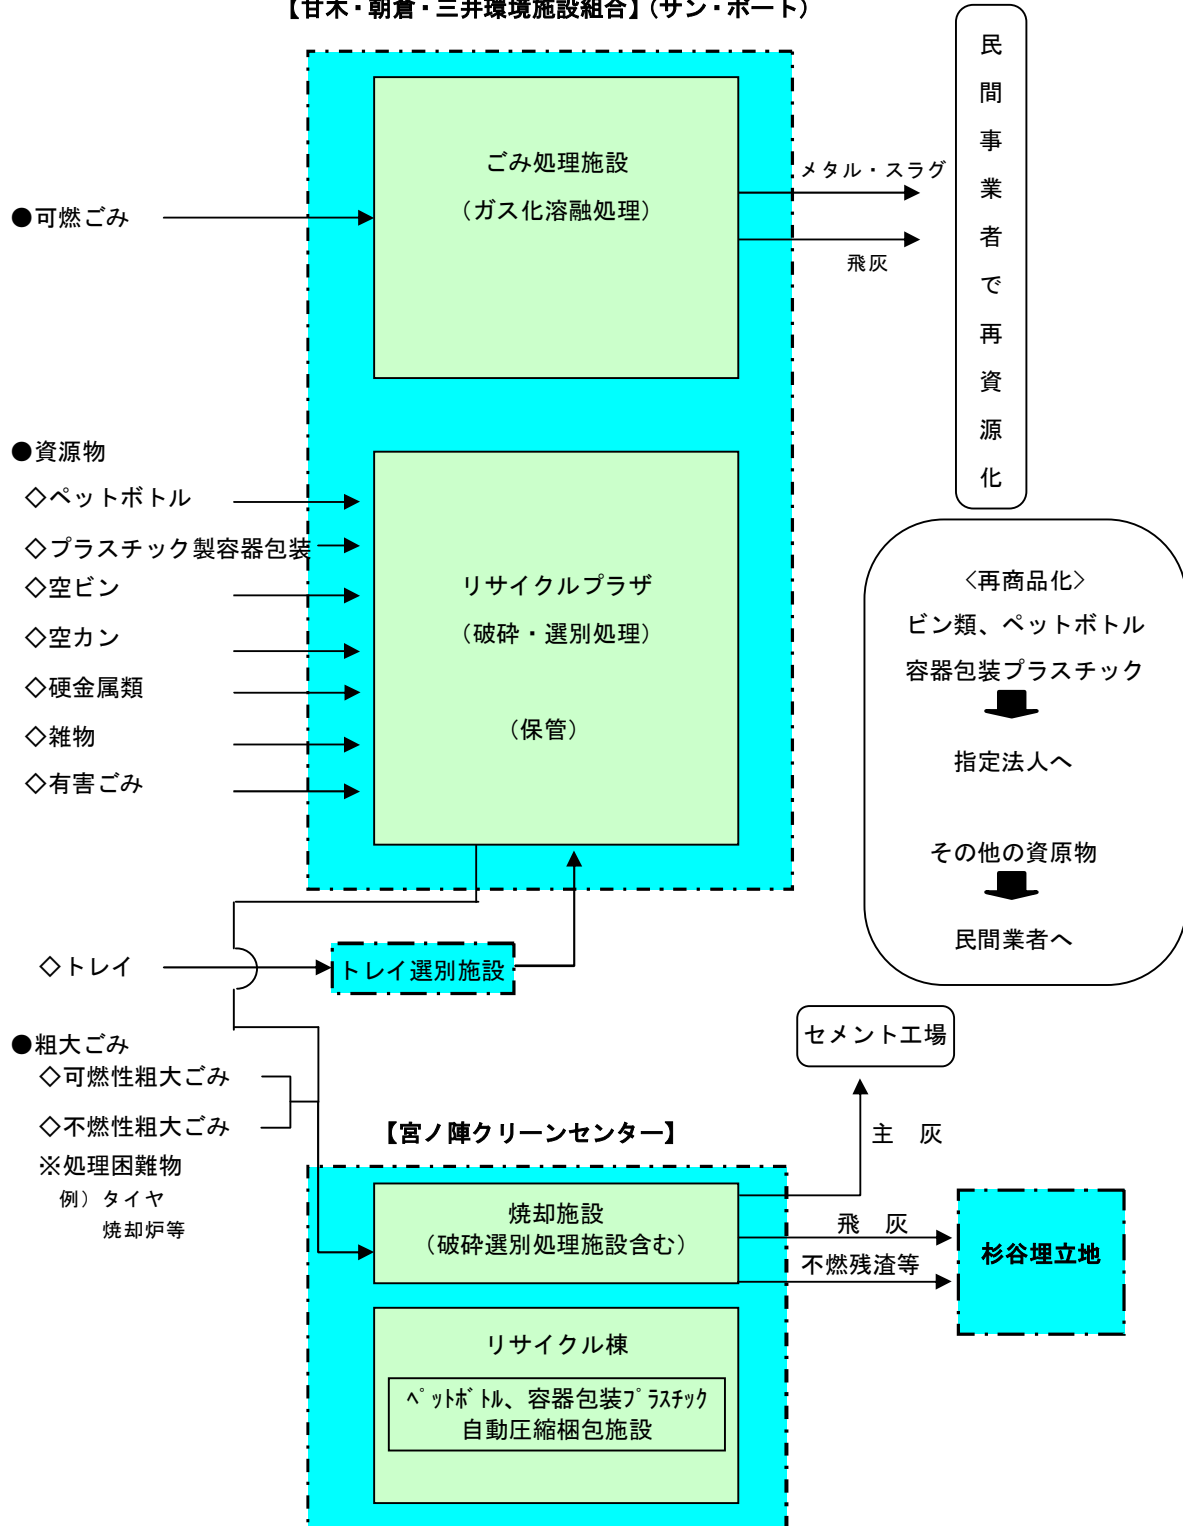 【甘木・朝倉・三井環境施設組合】(サン・ポート)
民間事業者で再資源化
ごみ処理施設
（ガス化溶融処理）
メタル・スラグ
飛灰
●可燃ごみ
●資源物
◇ペットボトル
◇プラスチック製容器包装
◇空ビン
◇空カン
◇硬金属類
◇雑物
◇有害ごみ
リサイクルプラザ
（破砕・選別処理）
（保管）
〈再商品化〉
ビン類、ペットボトル
容器包装プラスチック
指定法人へ
その他の資原物
民間業者へ
◇トレイ
トレイ選別施設
●粗大ごみ
◇可燃性粗大ごみ
◇不燃性粗大ごみ
※処理困難物
例）タイヤ
焼却炉等
セメント工場
主　灰
【宮ノ陣クリーンセンター】
焼却施設
（破砕選別処理施設含む）
飛　灰
不燃残渣等
杉谷埋立地
リサイクル棟
ﾍﾟｯﾄﾎﾞﾄﾙ、容器包装ﾌﾟﾗｽﾁｯｸ
自動圧縮梱包施設